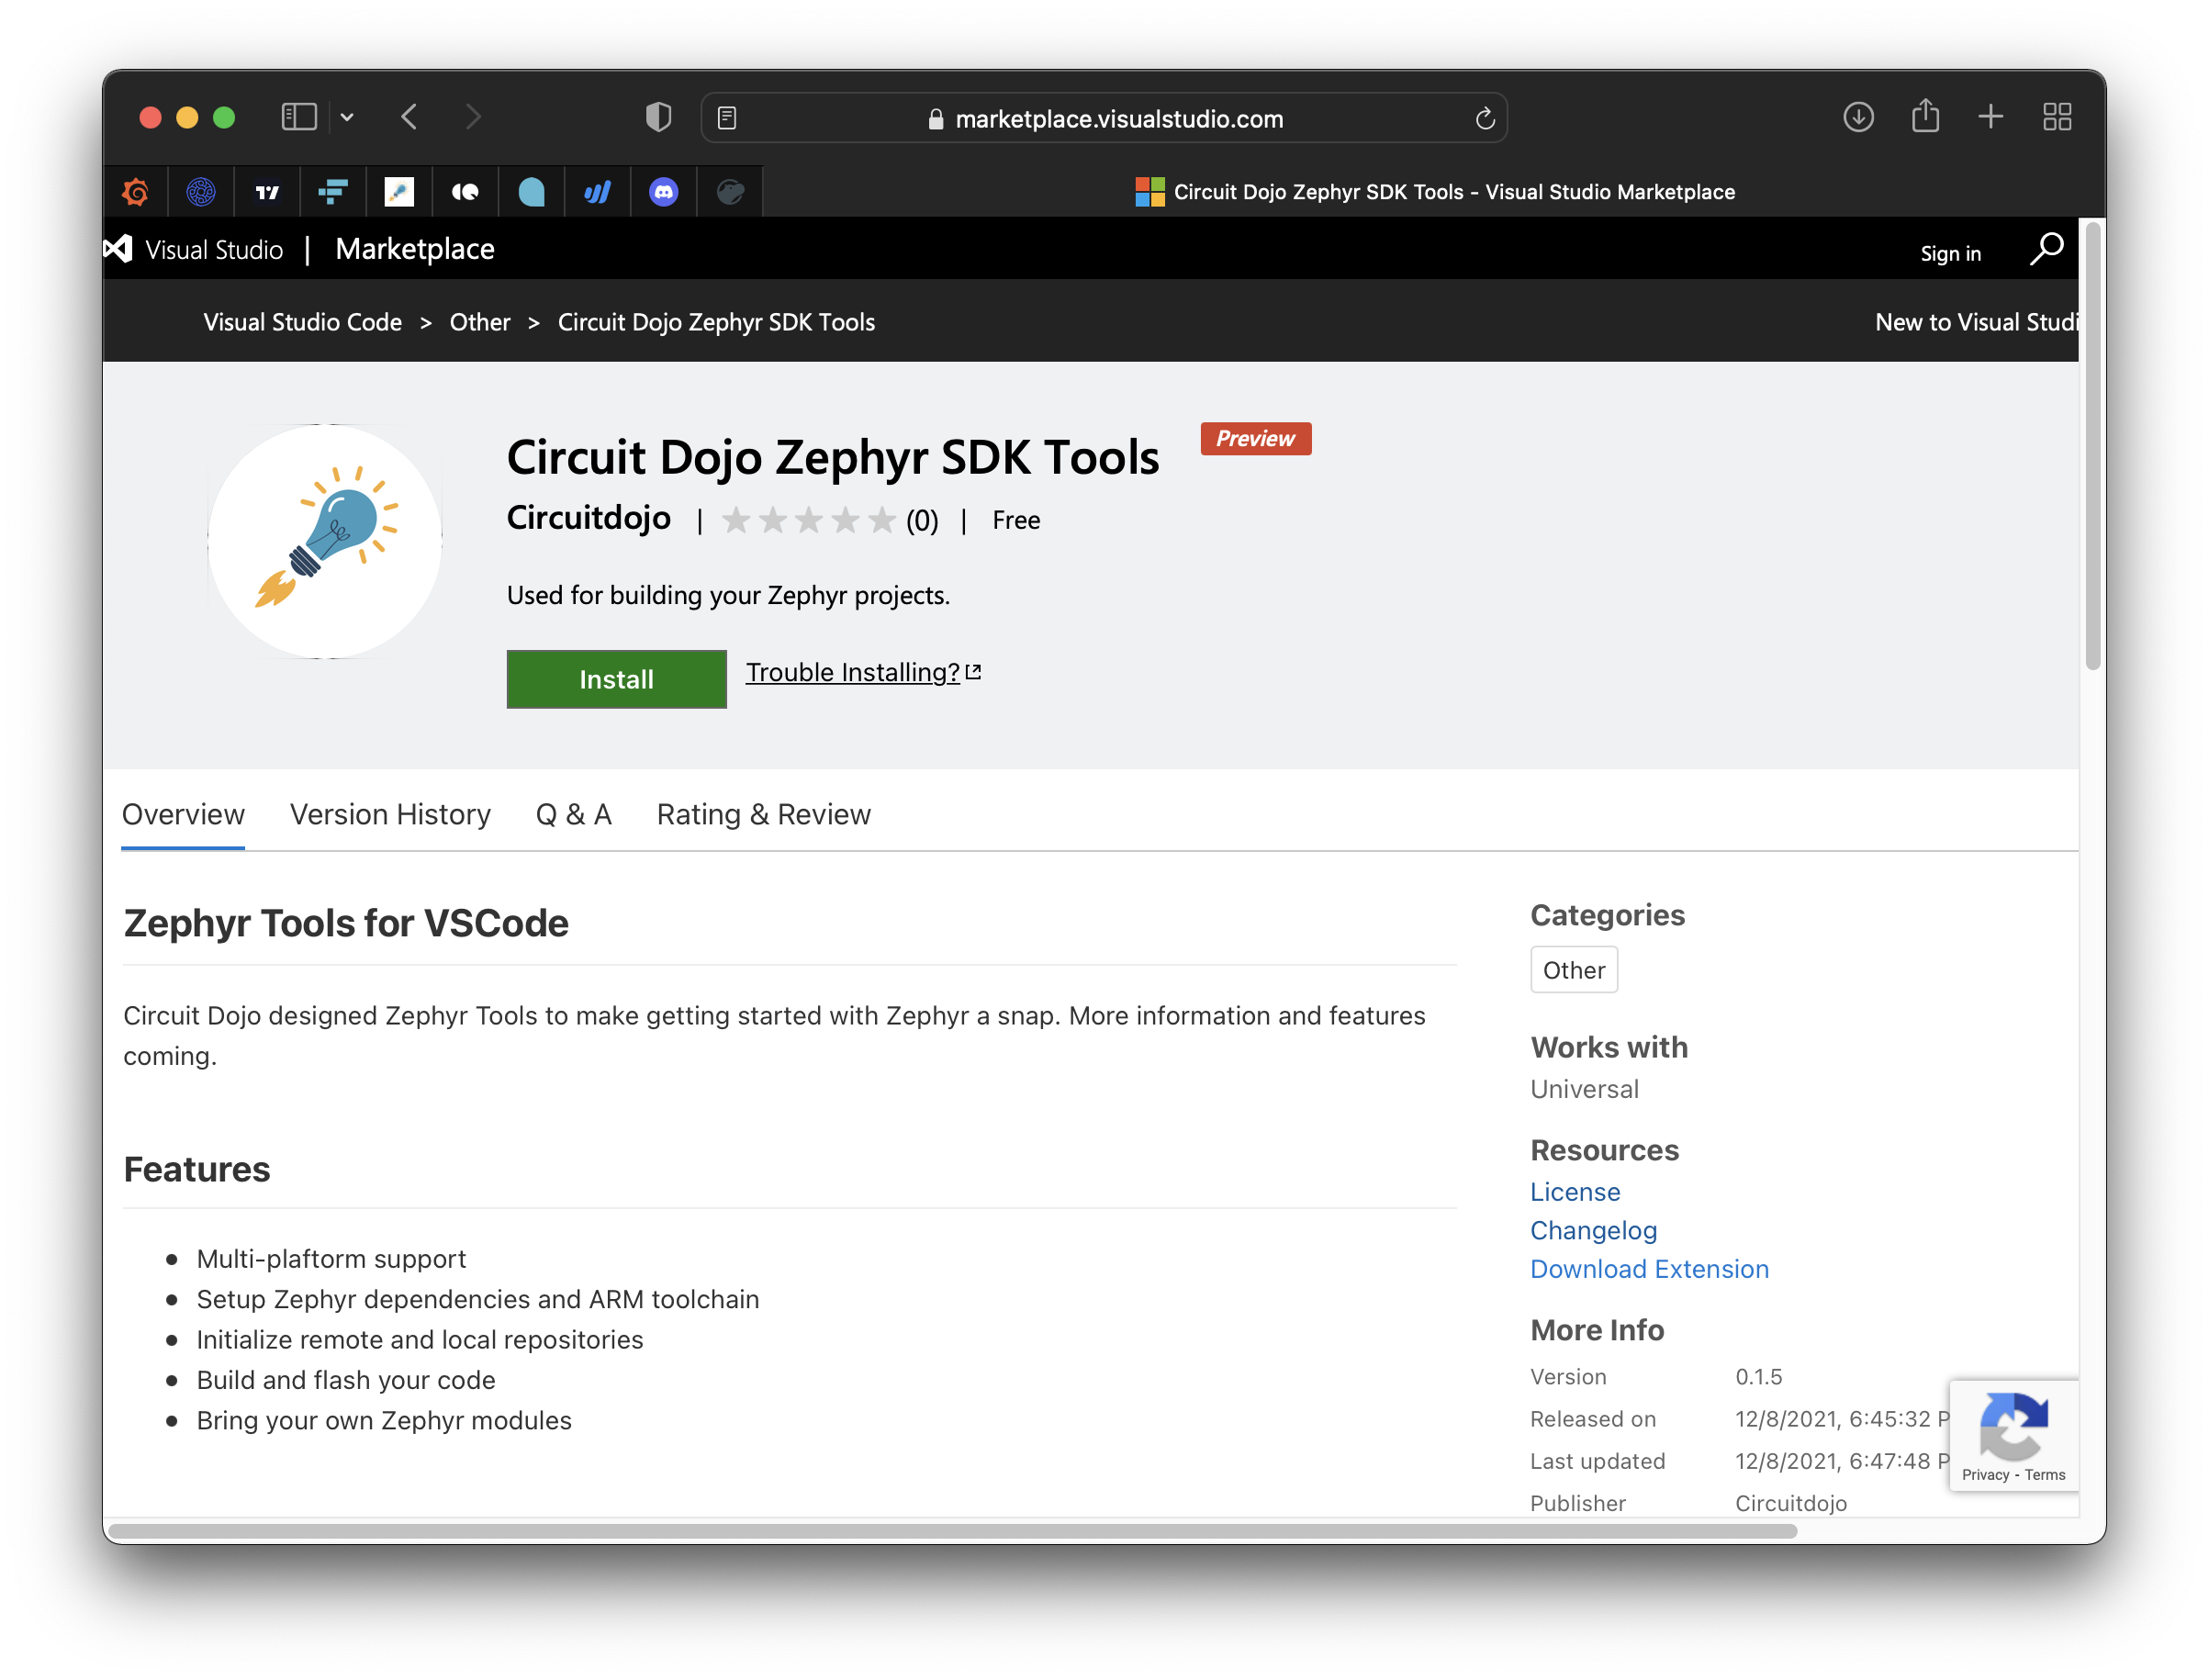 marketplace.visualstudio.com
Circuit Dojo Zephyr SDK Tools - Visual Studio Marketplace
Visual Studio | Marketplace
Sign in
Visual Studio Code > Other > Circuit Dojo Zephyr SDK Tools
New to Visual Studi
Circuit Dojo Zephyr SDK Tools
Preview
Circuitdojo | (0) | Free
Used for building your Zephyr projects.
Install
Trouble Installing?
Overview
Version History
Q & A
Rating & Review
Zephyr Tools for VSCode
Circuit Dojo designed Zephyr Tools to make getting started with Zephyr a snap. More information and features
coming.
Features
Multi-plaftorm support
Setup Zephyr dependencies and ARM toolchain
Initialize remote and local repositories
Build and flash your code
Bring your own Zephyr modules
Categories
Other
Works with
Universal
Resources
License
Changelog
Download Extension
More Info
Version 0.1.5
Released on 12/8/2021, 6:45:32 P
Last updated 12/8/2021, 6:47:48 P
Publisher Circuitdojo
Privacy - Terms